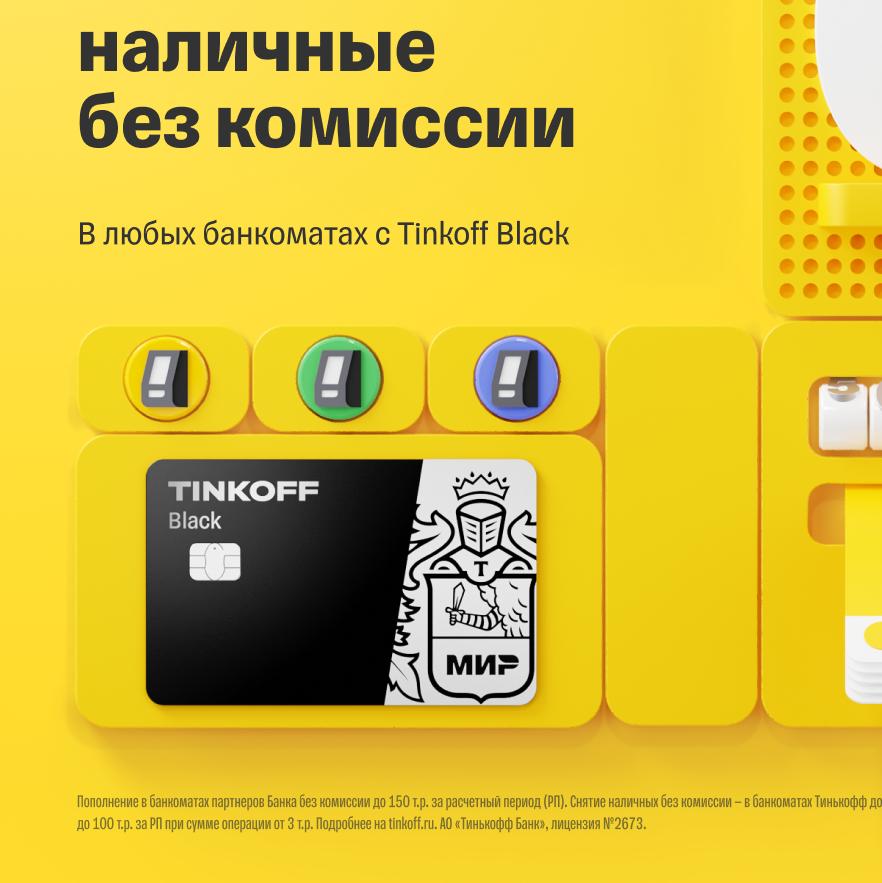 наличные
без комиссии
В любых банкоматах с Tinkoff Black
TINKOFF
Black
T
МИР
Пополнение в банкоматах партнеров Банка без комиссии до 150 т.р. за расчетный период (РП). Снятие наличных без комиссии – в банкоматах Тинькофф до
до 100 т.р. за РП при сумме операции от 3 т.р. Подробнее на tinkoff.ru. АО «Тинькофф Банк», лицензия №2673.